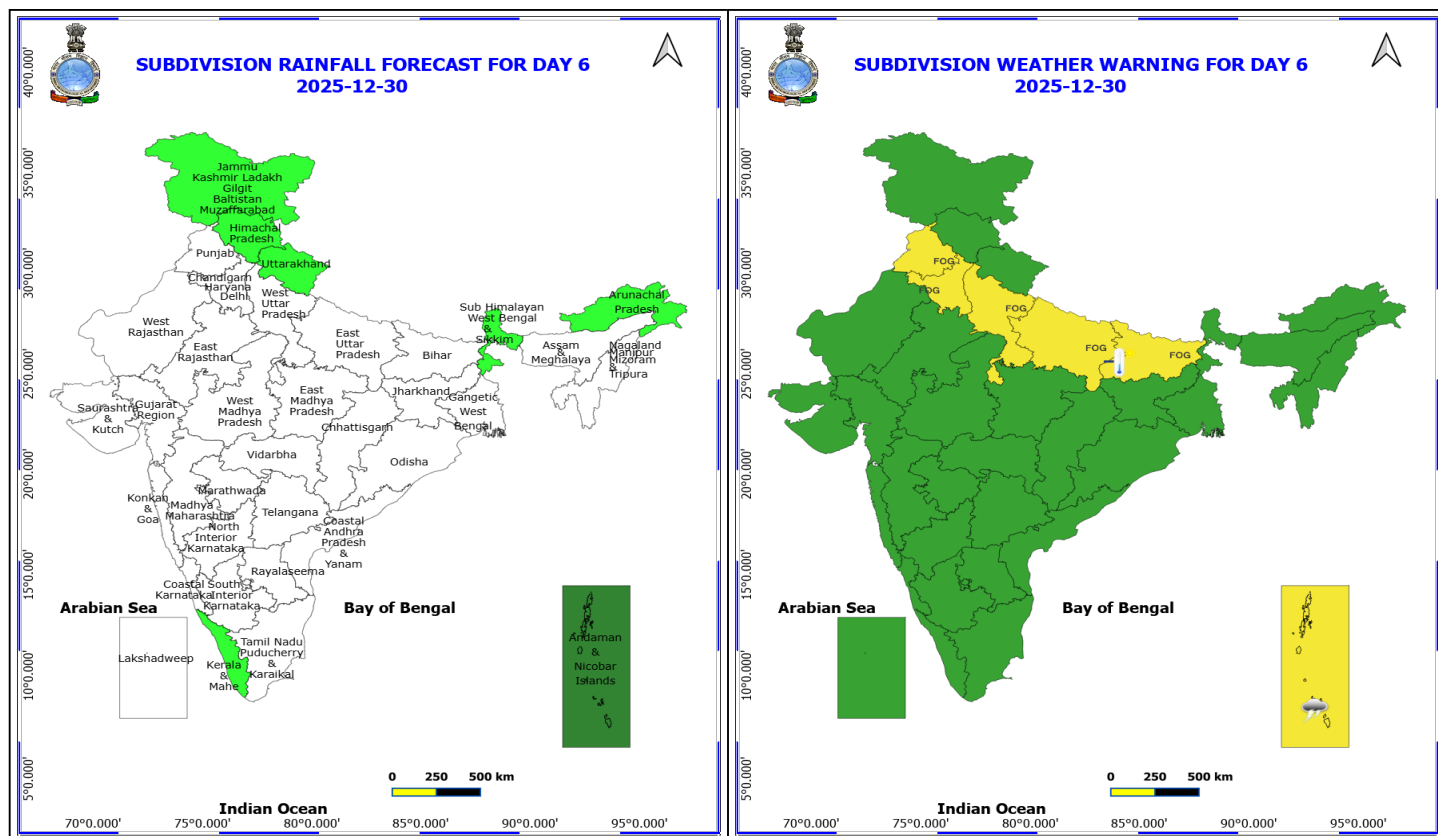 SUBDIVISION RAINFALL FORECAST FOR DAY 6
2025-12-30
40°0.000'
35°0.000'
30°0.000'
25°0.000'
20°0.000'
15°0.000'
10°0.000'
5°0.000'
Jammu
Kashmir Ladakh
Gilgit
Baltistan
Muzaffarabad
Himachal
Pradesh
Punjab
Uttarakhand
Chandigarh
Haryana
Delhi
West
Uttar
Pradesh
West
Rajasthan
East
Rajasthan
East
Uttar
Pradesh
Bihar
Sub Himalayan
West Bengal
&
Sikkim
Arunachal
Pradesh
Assam
&
Meghalaya
Nagaland
Manipur
Mizoram
&
Tripura
Saurashtra
&
Kutch
Gujarat
Region
West
Madhya
Pradesh
East
Madhya
Pradesh
Jharkhand
Gangetic
West
Bengal
Chhattisgarh
Vidarbha
Odisha
Konkan
&
Goa
Madhya
Maharashtra
Marathwada
Telangana
North
Interior
Karnataka
Coastal
Andhra
Pradesh
&
Yanam
Rayalaseema
Coastal
Karnataka
South
Interior
Karnataka
Arabian Sea
Bay of Bengal
Lakshadweep
Kerala
&
Mahe
Tamil Nadu
Puducherry
&
Karaikal
Andaman
&
Nicobar
Islands
0 250 500 km
Indian Ocean
70°0.000' 75°0.000' 80°0.000' 85°0.000' 90°0.000' 95°0.000'
SUBDIVISION WEATHER WARNING FOR DAY 6
2025-12-30
40°0.000'
35°0.000'
30°0.000'
25°0.000'
20°0.000'
15°0.000'
10°0.000'
5°0.000'
FOG
FOG
FOG
FOG
FOG
Arabian Sea
Bay of Bengal
0 250 500 km
Indian Ocean
70°0.000' 75°0.000' 80°0.000' 85°0.000' 90°0.000' 95°0.000'